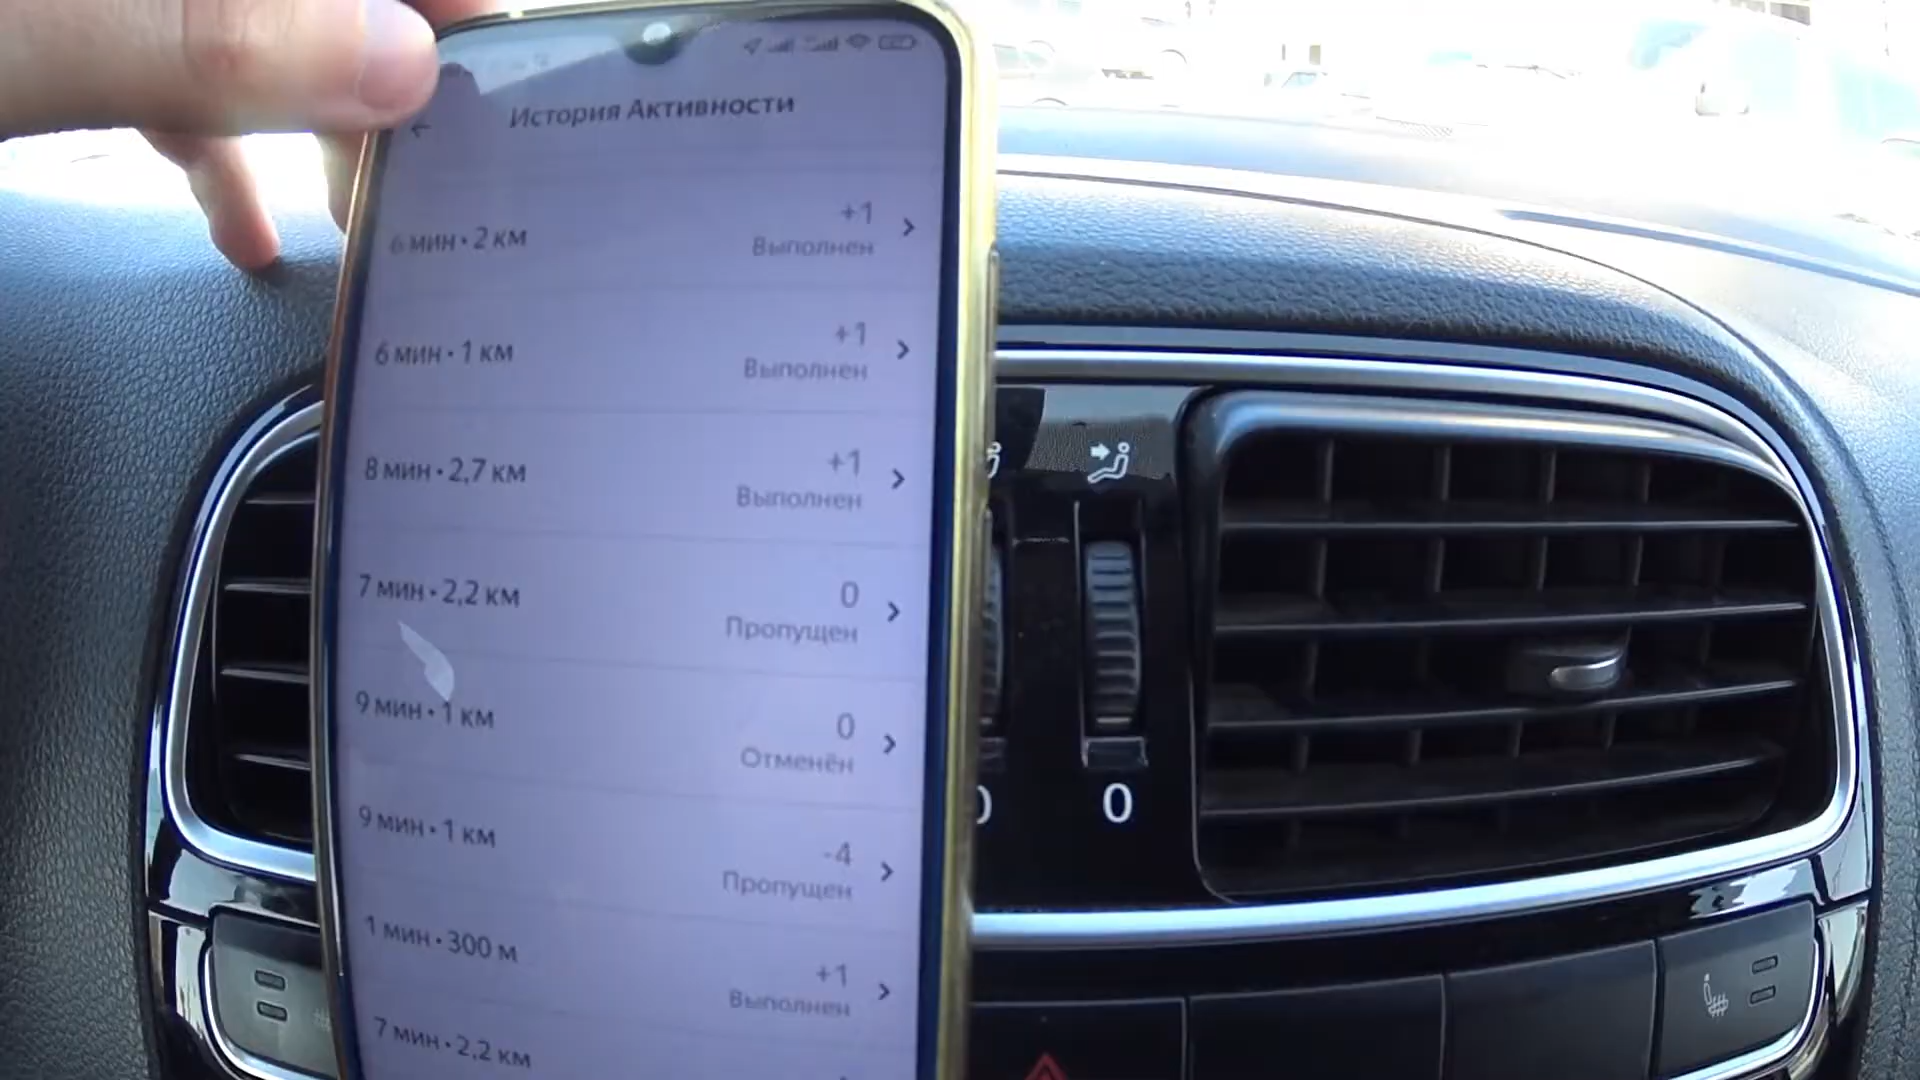 История Активности
6 мин • 2 км
+1
Выполнен
6 мин • 1 км
+1
Выполнен
8 мин • 2,7 км
+1
Выполнен
7 мин • 2,2 км
0
Пропущен
9 мин • 1 км
0
Отменён
9 мин • 1 км
-4
Пропущен
1 мин • 300 м
+1
Выполнен
7 мин • 2,2 км
0